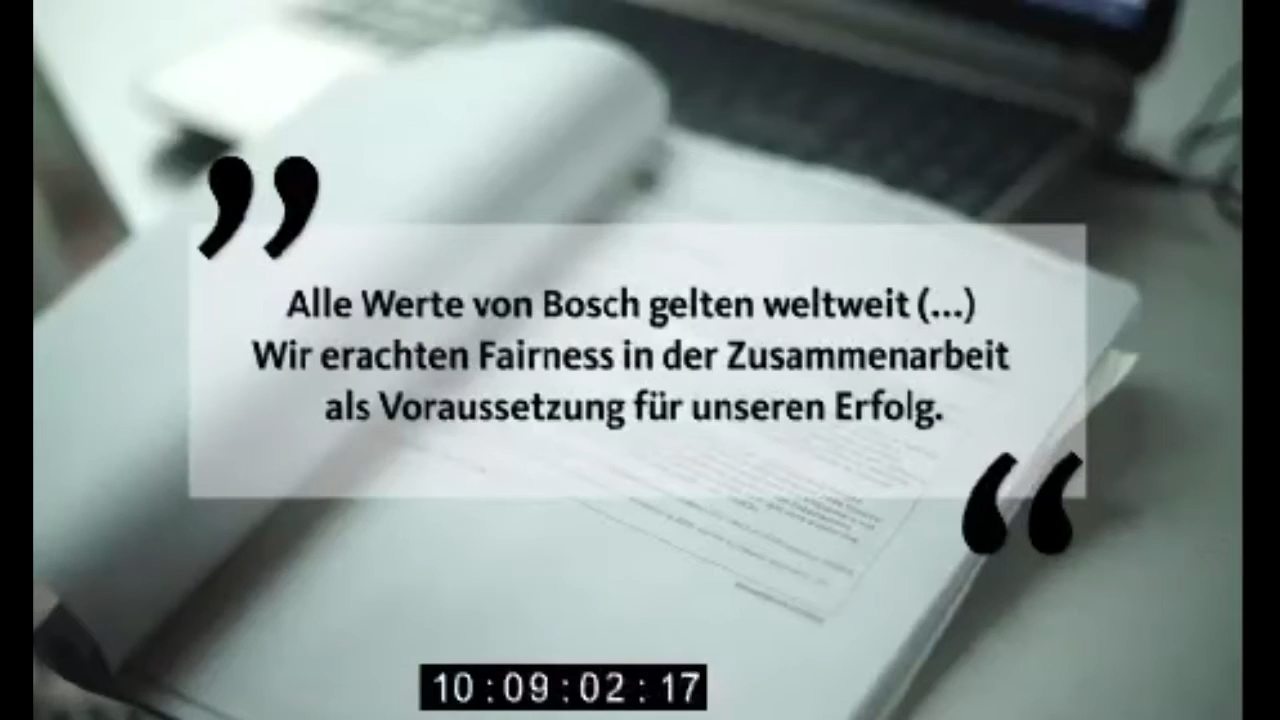 Alle Werte von Bosch gelten weltweit (...)
Wir erachten Fairness in der Zusammenarbeit
als Voraussetzung für unseren Erfolg.
10:09:02:17